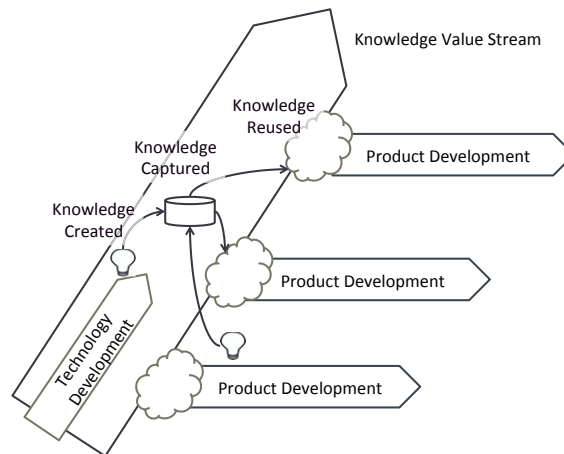 Knowledge Value Stream
Knowledge
Reused
Knowledge
Captured
Product Development
Knowledge
Created
Product Development
Technology
Development
Product Development